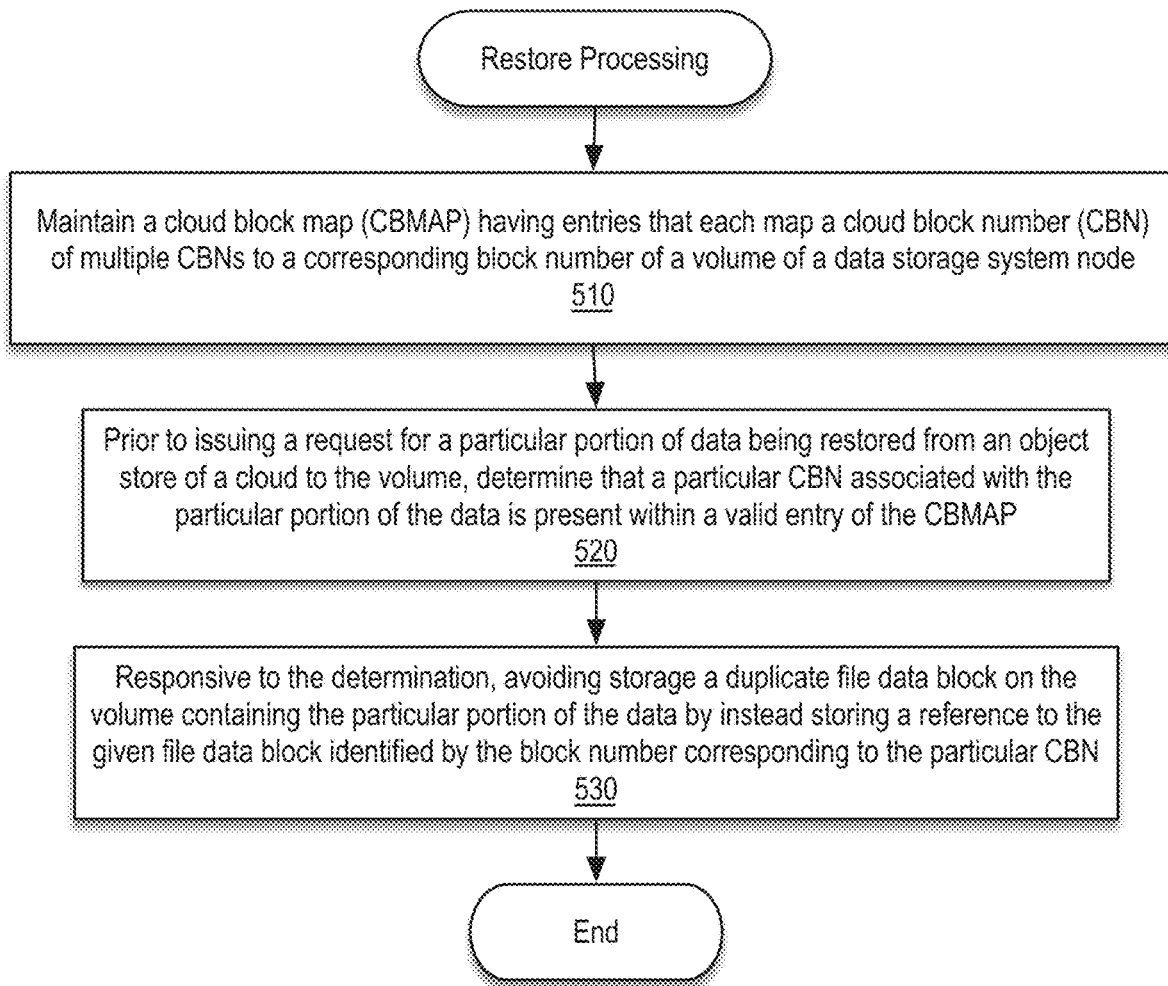 Restore Processing
Maintain a cloud block map (CBMAP) having entries that each map a cloud block number (CBN)
of multiple CBNs to a corresponding block number of a volume of a data storage system node
510
Prior to issuing a request for a particular portion of data being restored from an object
store of a cloud to the volume, determine that a particular CBN associated with the
particular portion of the data is present within a valid entry of the CBMAP
520
Responsive to the determination, avoiding storage a duplicate file data block on the
volume containing the particular portion of the data by instead storing a reference to the
given file data block identified by the block number corresponding to the particular CBN
530
End